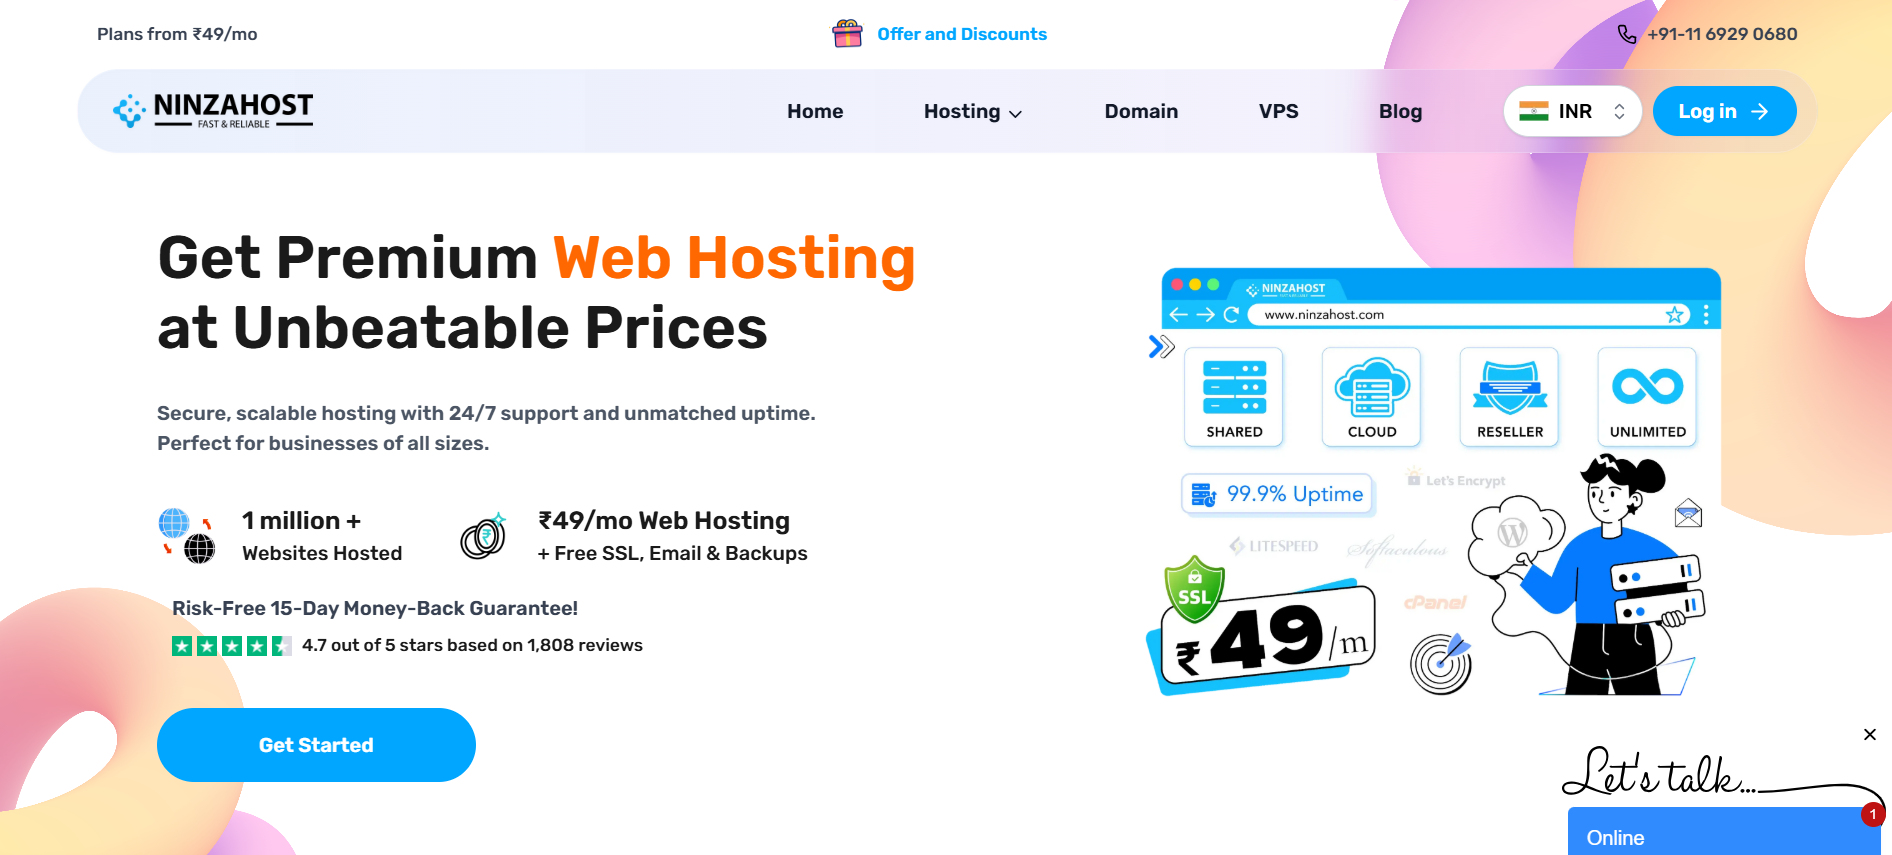 Plans from ₹49/mo
Offer and Discounts
+91-11 6929 0680
NINZAHOST
FAST & RELIABLE
Home
Hosting
Domain
VPS
Blog
INR
Log in
Get Premium Web Hosting
at Unbeatable Prices
Secure, scalable hosting with 24/7 support and unmatched uptime.
Perfect for businesses of all sizes.
1 million +
Websites Hosted
₹49/mo Web Hosting
+ Free SSL, Email & Backups
Risk-Free 15-Day Money-Back Guarantee!
4.7 out of 5 stars based on 1,808 reviews
Get Started
NINZAHOST
www.ninzahost.com
SHARED
CLOUD
RESELLER
UNLIMITED
99.9% Uptime
Let's Encrypt
LITESPEED
Softaculous
cPanel
SSL
₹49/m
Let's talk...
1
Online